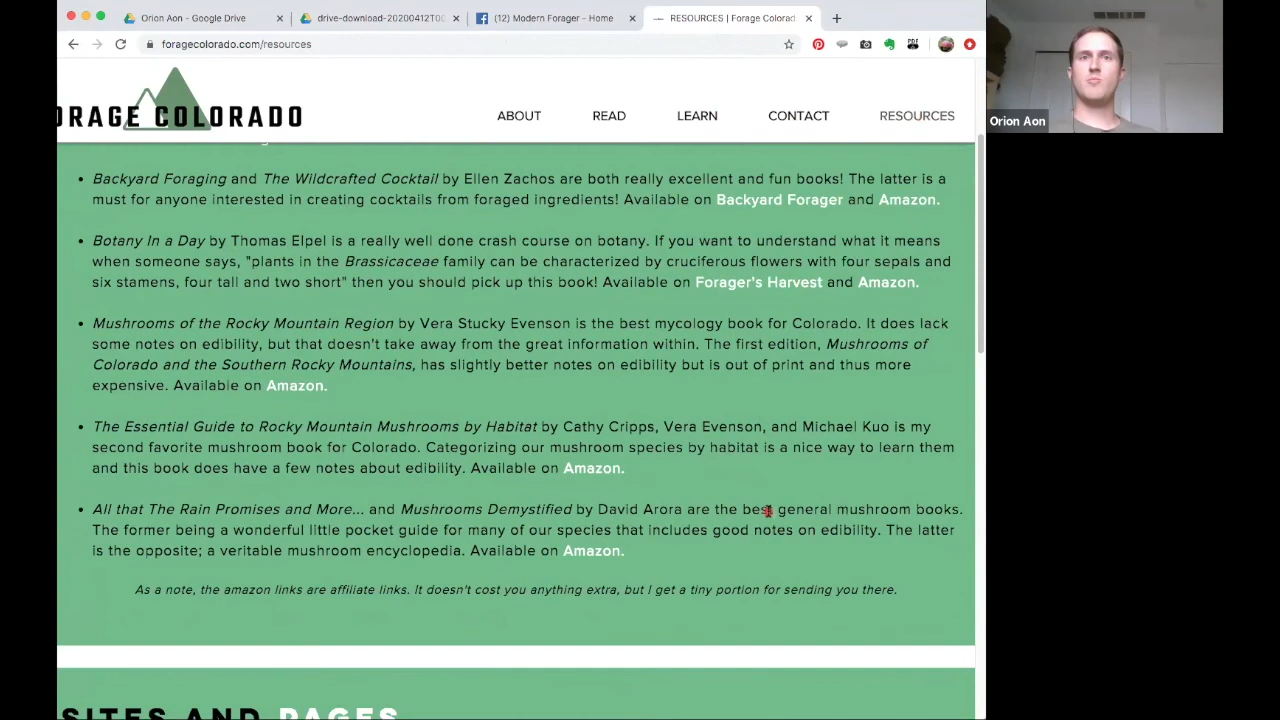 Orion Aon - Google Drive
drive-download-20200412T00
(12) Modern Forager - Home
RESOURCES | Forage Colorad
foragecolorado.com/resources
ORAGE COLORADO
ABOUT
READ
LEARN
CONTACT
RESOURCES
Orion Aon
• Backyard Foraging and The Wildcrafted Cocktail by Ellen Zachos are both really excellent and fun books! The latter is a
must for anyone interested in creating cocktails from foraged ingredients! Available on Backyard Forager and Amazon.
• Botany In a Day by Thomas Elpel is a really well done crash course on botany. If you want to understand what it means
when someone says, "plants in the Brassicaceae family can be characterized by cruciferous flowers with four sepals and
six stamens, four tall and two short" then you should pick up this book! Available on Forager's Harvest and Amazon.
• Mushrooms of the Rocky Mountain Region by Vera Stucky Evenson is the best mycology book for Colorado. It does lack
some notes on edibility, but that doesn't take away from the great information within. The first edition, Mushrooms of
Colorado and the Southern Rocky Mountains, has slightly better notes on edibility but is out of print and thus more
expensive. Available on Amazon.
• The Essential Guide to Rocky Mountain Mushrooms by Habitat by Cathy Cripps, Vera Evenson, and Michael Kuo is my
second favorite mushroom book for Colorado. Categorizing our mushroom species by habitat is a nice way to learn them
and this book does have a few notes about edibility. Available on Amazon.
• All that The Rain Promises and More... and Mushrooms Demystified by David Arora are the best general mushroom books.
The former being a wonderful little pocket guide for many of our species that includes good notes on edibility. The latter
is the opposite; a veritable mushroom encyclopedia. Available on Amazon.
As a note, the amazon links are affiliate links. It doesn't cost you anything extra, but I get a tiny portion for sending you there.
SITES AND PAGES